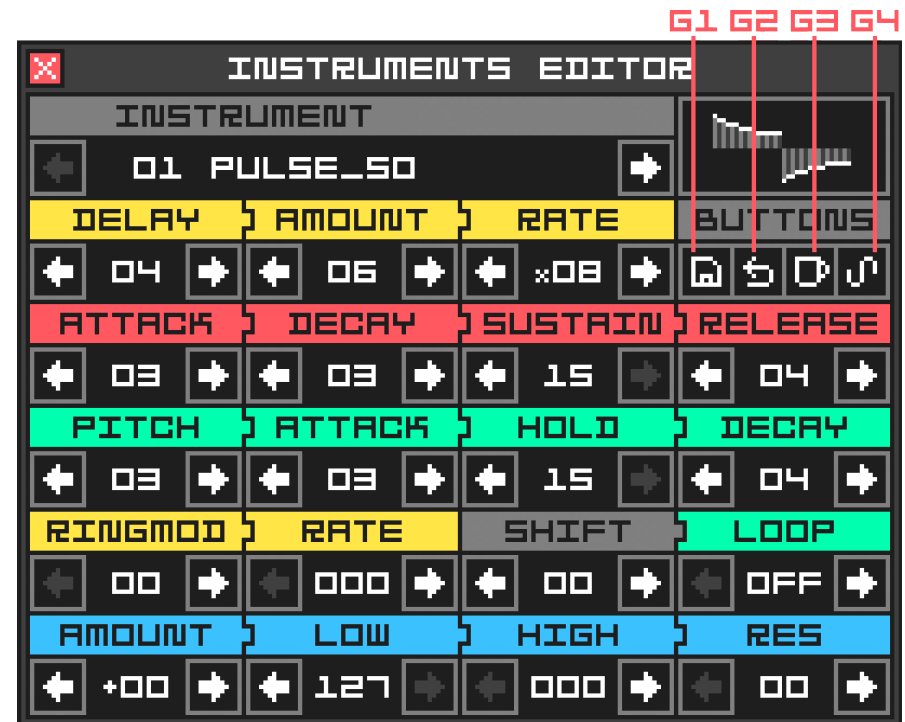 G1 G2 G3 G4
INSTRUMENTS EDITOR
INSTRUMENT
01 PULSE_50
DELAY AMOUNT RATE BUTTONS
04 06 x08
ATTACK DECAY SUSTAIN RELEASE
03 03 15 04
PITCH ATTACK HOLD DECAY
03 03 15 04
RINGMOD RATE SHIFT LOOP
00 000 00 OFF
AMOUNT LOW HIGH RES
+00 127 000 00